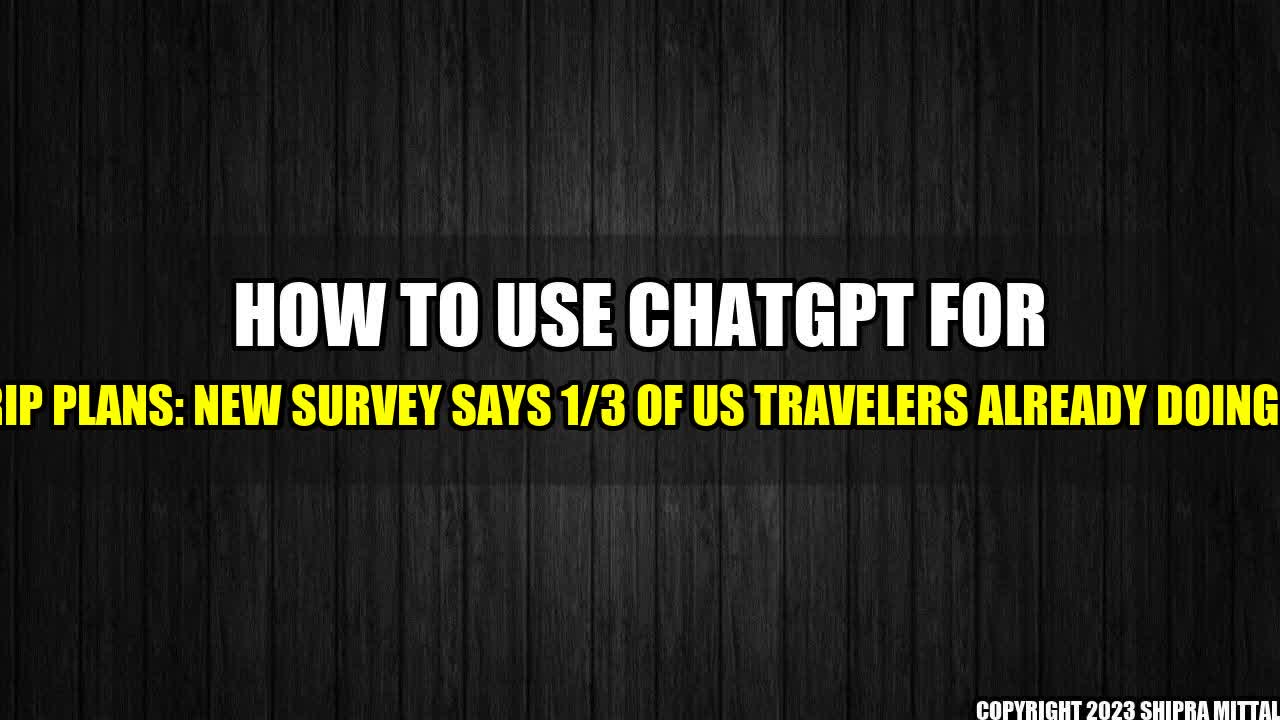 HOW TO USE CHATGPT FOR
RIP PLANS: NEW SURVEY SAYS 1/3 OF US TRAVELERS ALREADY DOING
COPYRIGHT 2023 SHIPRA MITTAL